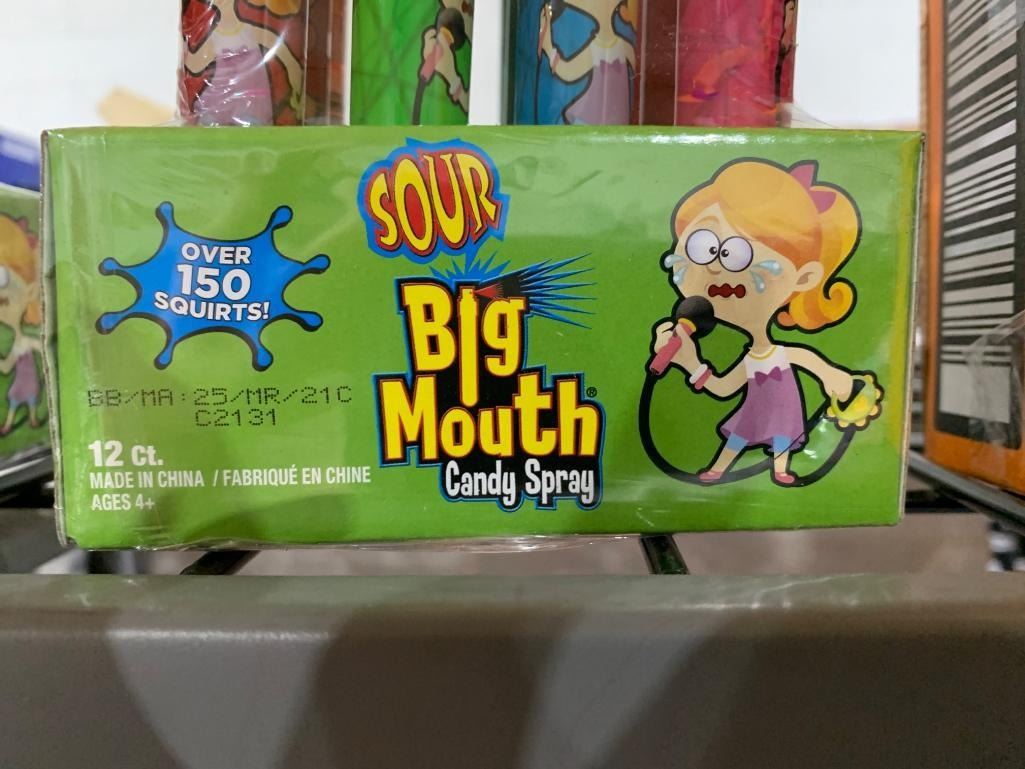 SOUR
OVER
150
SQUIRTS!
Big
Mouth®
Candy Spray
BB/MA: 25/MR/21C
C2131
12 Ct.
MADE IN CHINA / FABRIQUÉ EN CHINE
AGES 4+